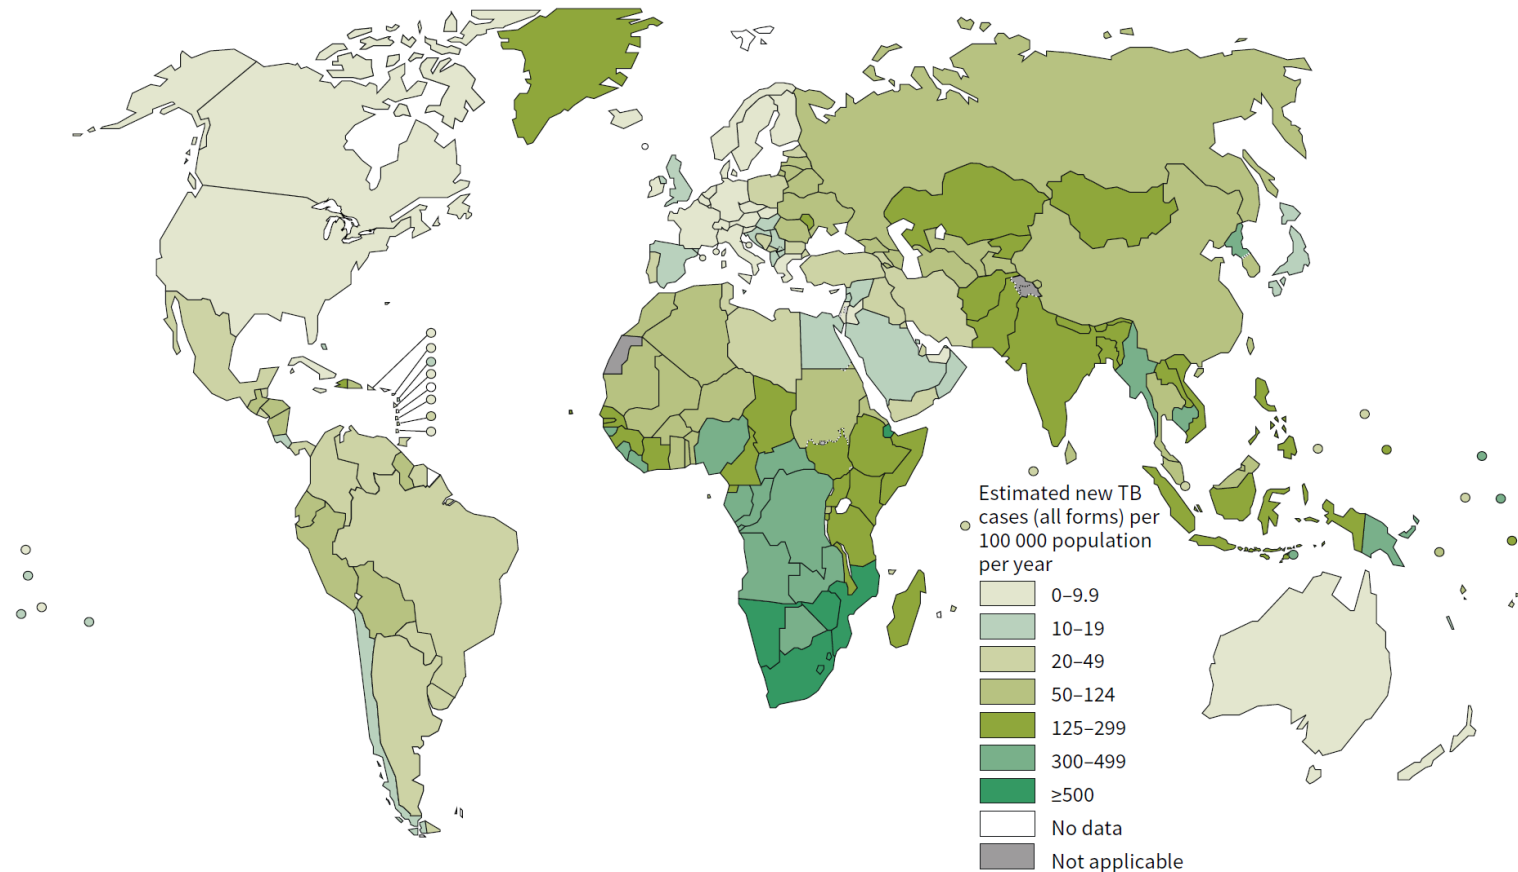 Estimated new TB
cases (all forms) per
100 000 population
per year
0–9.9
10–19
20–49
50–124
125–299
300–499
≥500
No data
Not applicable